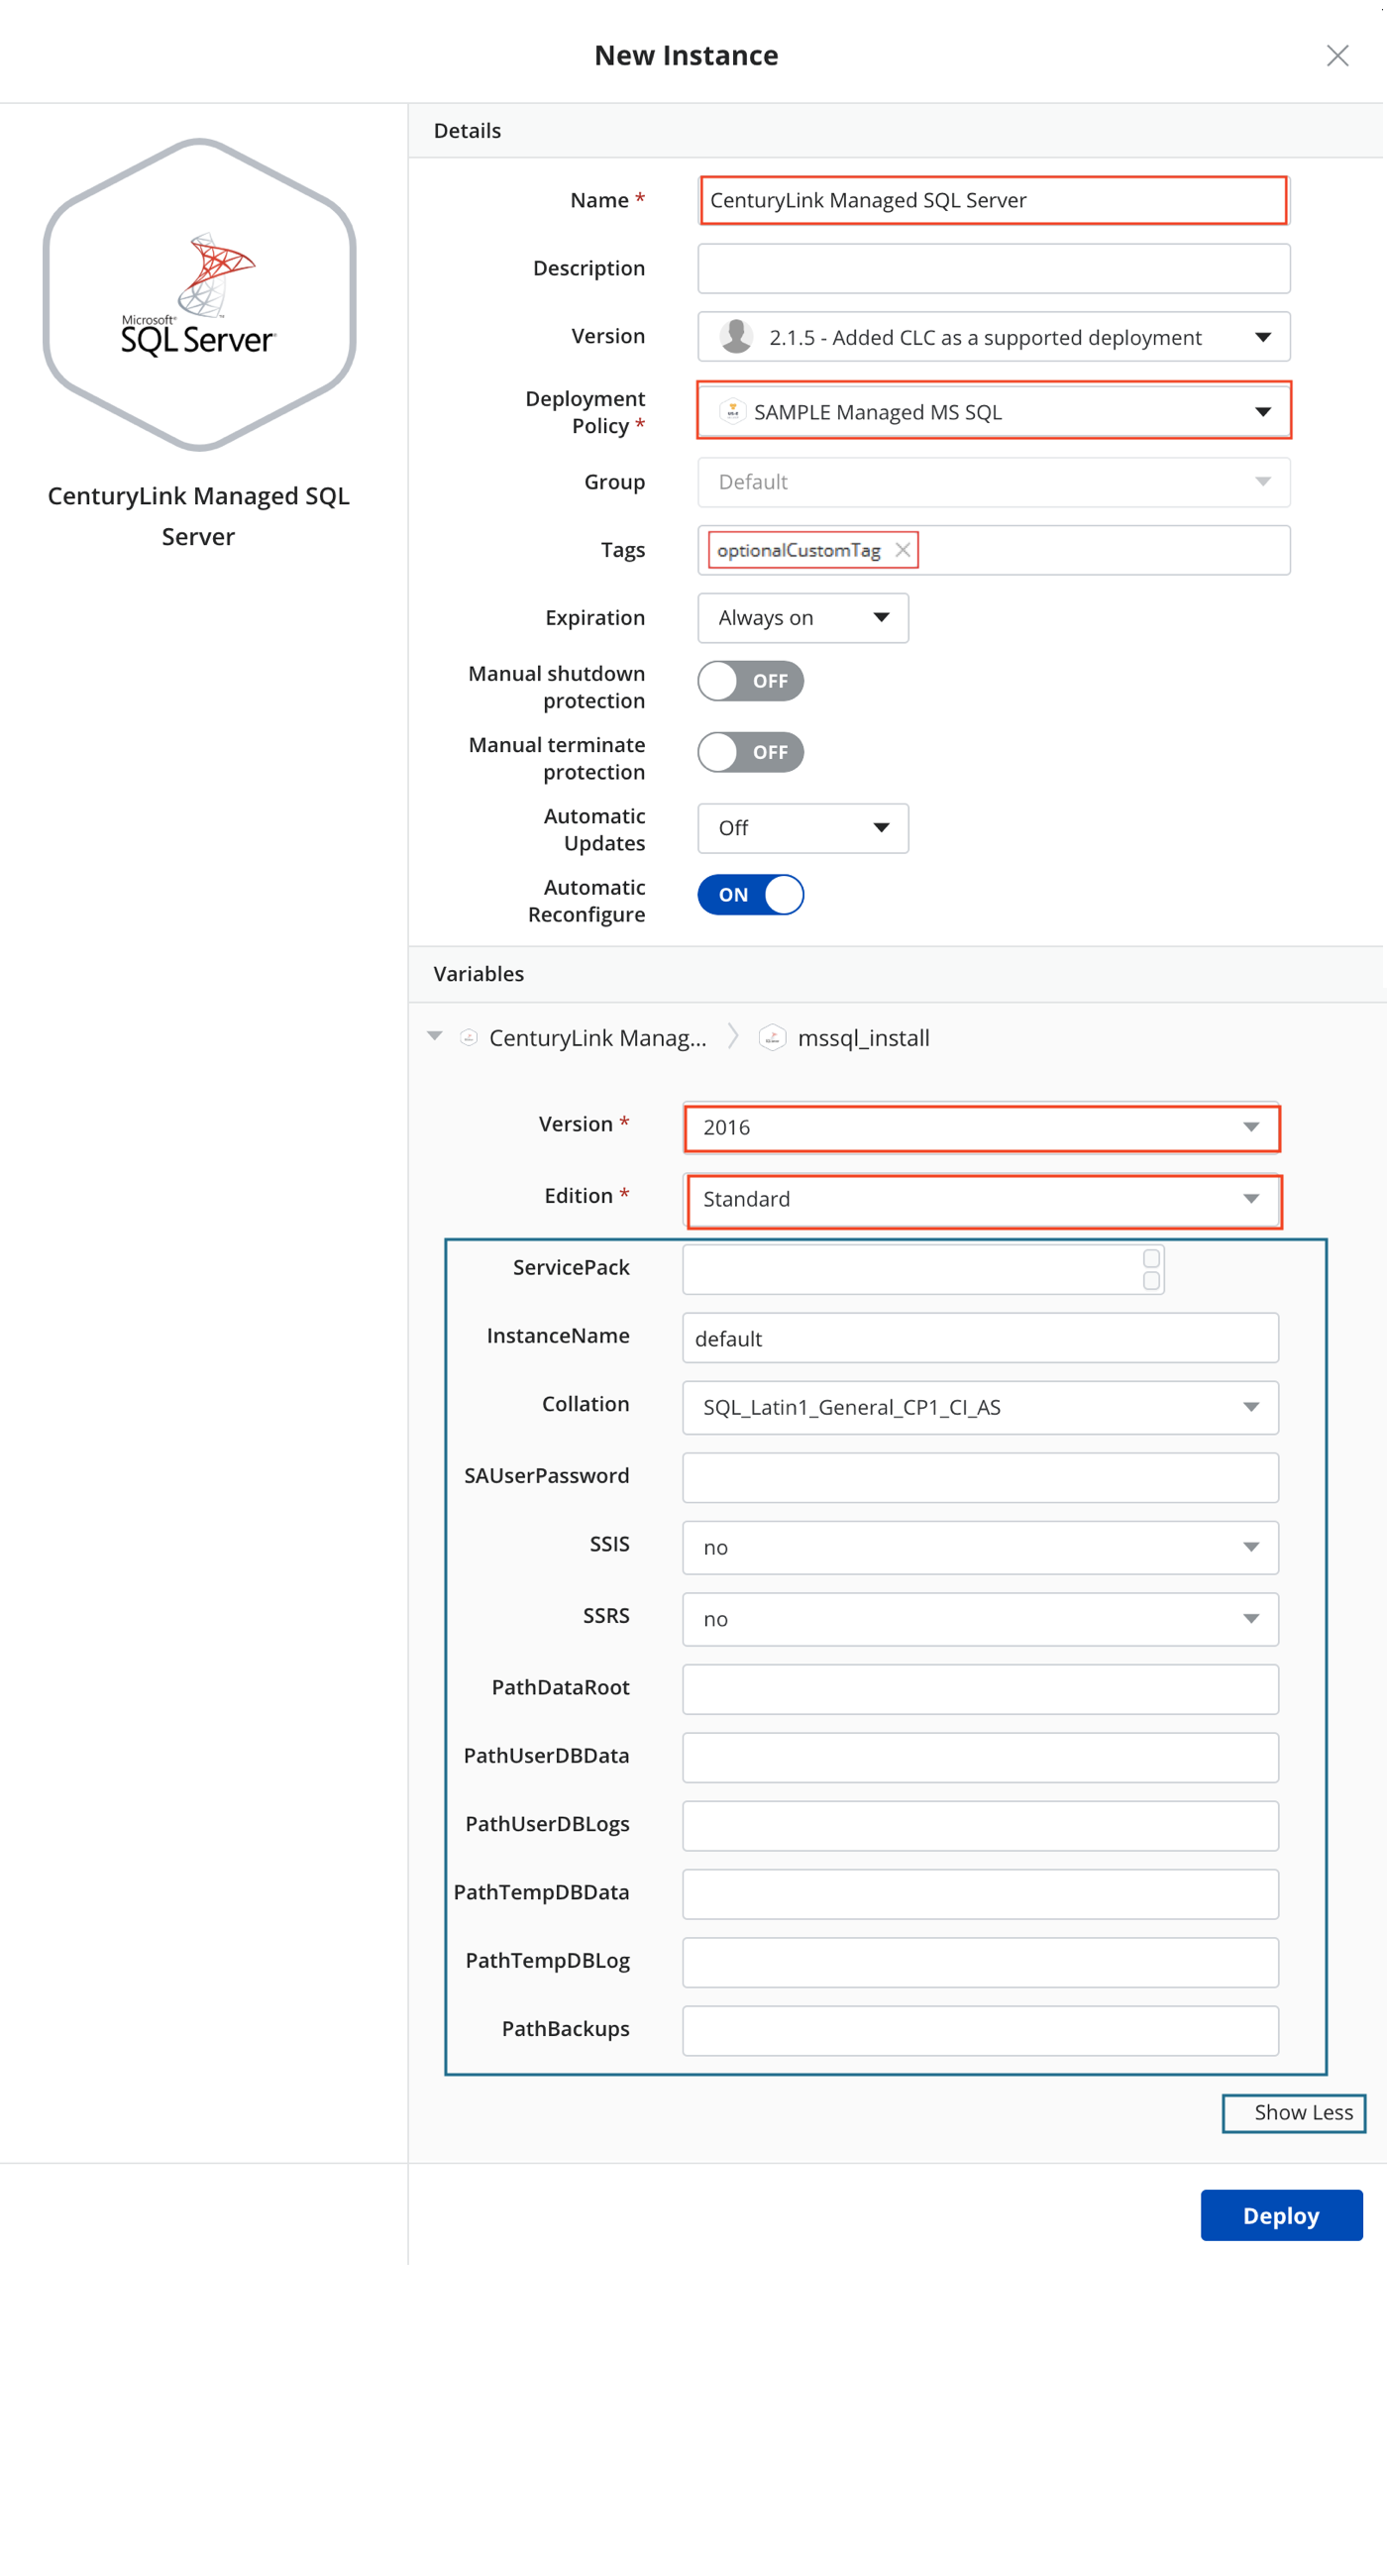 New Instance
Details
Microsoft®
SQL Server
CenturyLink Managed SQL
Server
Name *
CenturyLink Managed SQL Server
Description
Version
2.1.5 - Added CLC as a supported deployment
Deployment
Policy *
SAMPLE Managed MS SQL
Group
Default
Tags
optionalCustomTag
Expiration
Always on
Manual shutdown
protection
OFF
Manual terminate
protection
OFF
Automatic
Updates
Off
Automatic
Reconfigure
ON
Variables
CenturyLink Manag...
mssql_install
Version *
2016
Edition *
Standard
ServicePack
InstanceName
default
Collation
SQL_Latin1_General_CP1_CI_AS
SAUserPassword
SSIS
no
SSRS
no
PathDataRoot
PathUserDBData
PathUserDBLogs
PathTempDBData
PathTempDBLog
PathBackups
Show Less
Deploy